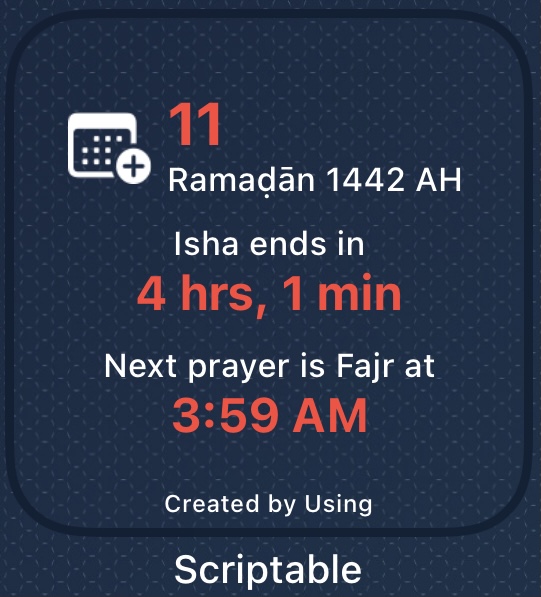 11
Ramaḍān 1442 AH
Isha ends in
4 hrs, 1 min
Next prayer is Fajr at
3:59 AM
Created by Using
Scriptable